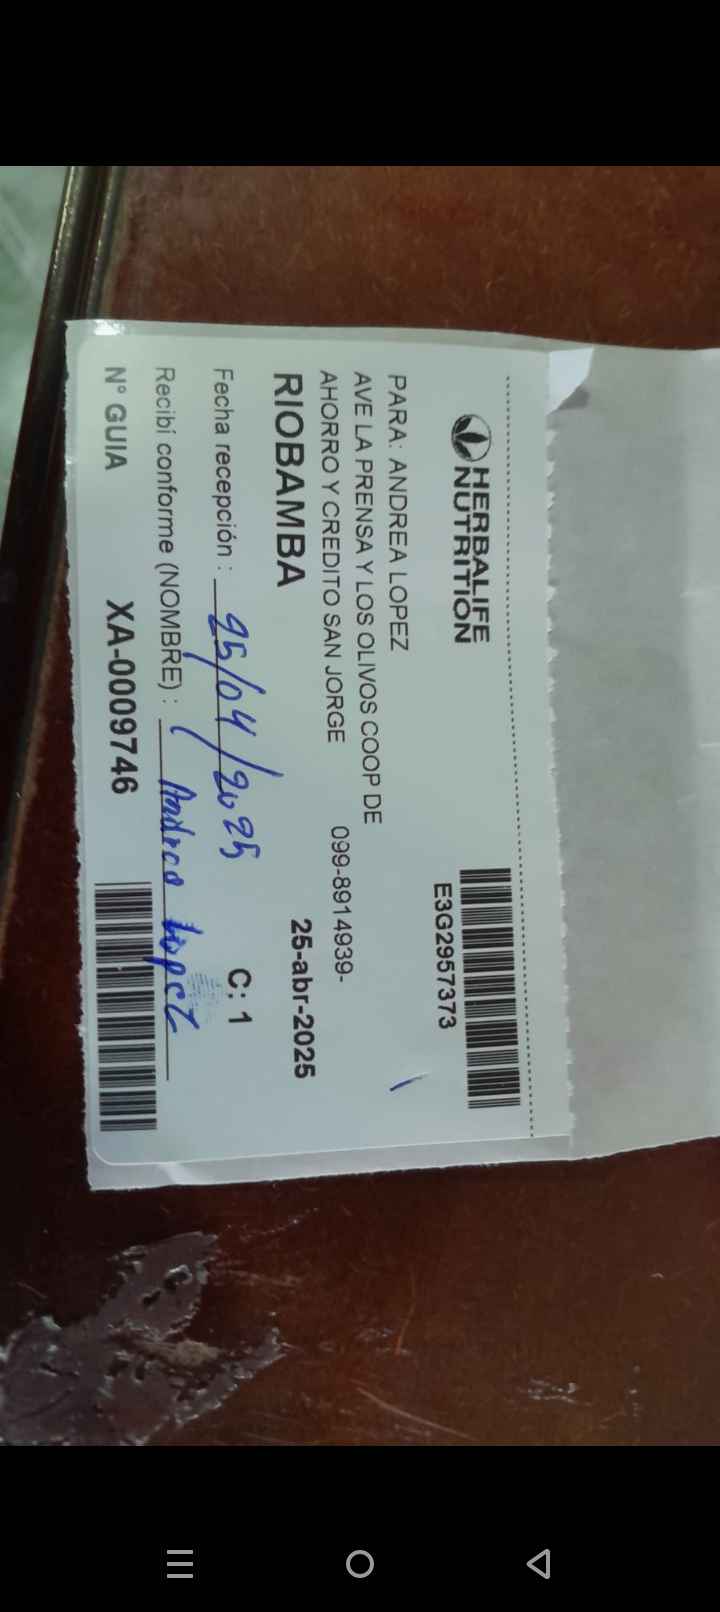 HERBALIFE
NUTRITION
E3G2957373
PARA: ANDREA LOPEZ
AVE LA PRENSA Y LOS OLIVOS COOP DE
AHORRO Y CREDITO SAN JORGE
099-8914939-
RIOBAMBA
25-abr-2025
Fecha recepción : 25/04/2025
C: 1
Recibí conforme (NOMBRE) : Andrea Lopez
N° GUIA XA-0009746